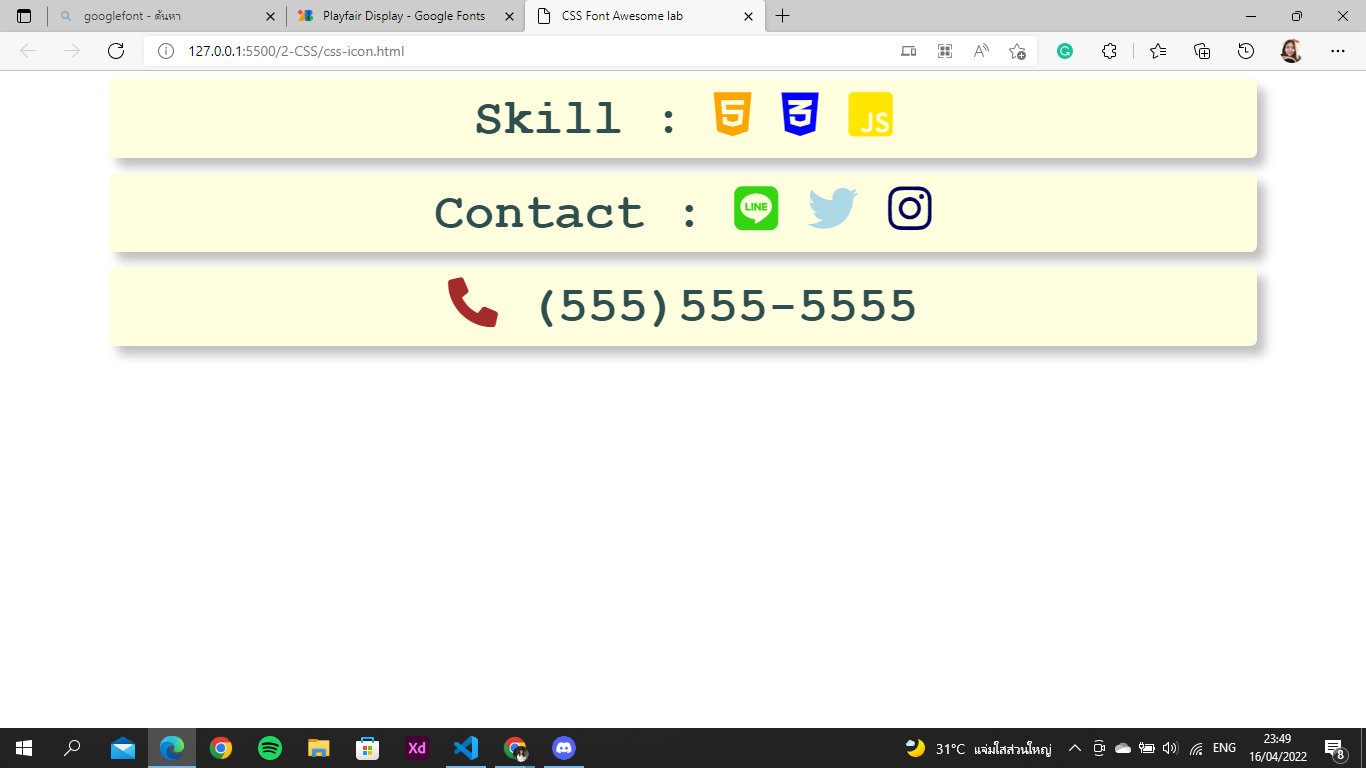 googlefont - ค้นหา
Playfair Display - Google Fonts
CSS Font Awesome lab
127.0.0.1:5500/2-CSS/css-icon.html
Skill : 5 3 JS
Contact : LINE
(555)555-5555
Xd
31°C แจ่มใสส่วนใหญ่
ENG
23:49
16/04/2022
8